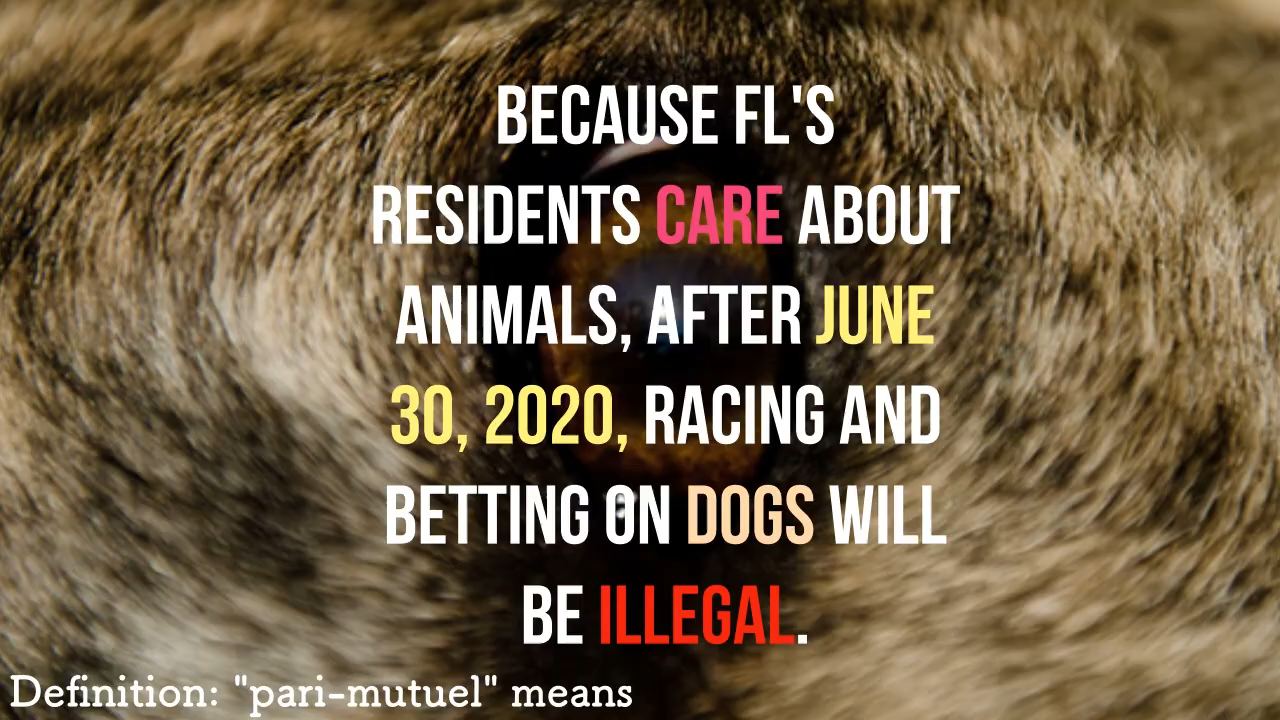 BECAUSE FL'S
RESIDENTS CARE ABOUT
ANIMALS, AFTER JUNE
30, 2020, RACING AND
BETTING ON DOGS WILL
BE ILLEGAL.
Definition: "pari-mutuel" means